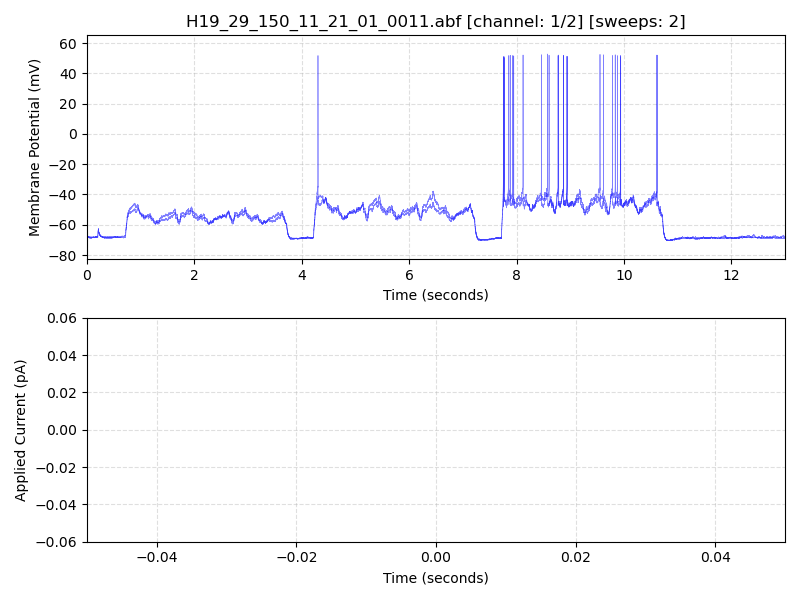 H19_29_150_11_21_01_0011.abf [channel: 1/2] [sweeps: 2]
Membrane Potential (mV)
60
40
20
0
−20
−40
−60
−80
0 2 4 6 8 10 12
Time (seconds)
Applied Current (pA)
0.06
0.04
0.02
0.00
−0.02
−0.04
−0.06
−0.04 −0.02 0.00 0.02 0.04
Time (seconds)